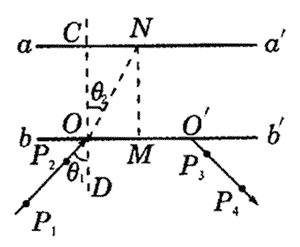 a C N a′
θ₂
b O M O′ b′
P₂ θ₁ D P₃
P₁ P₄